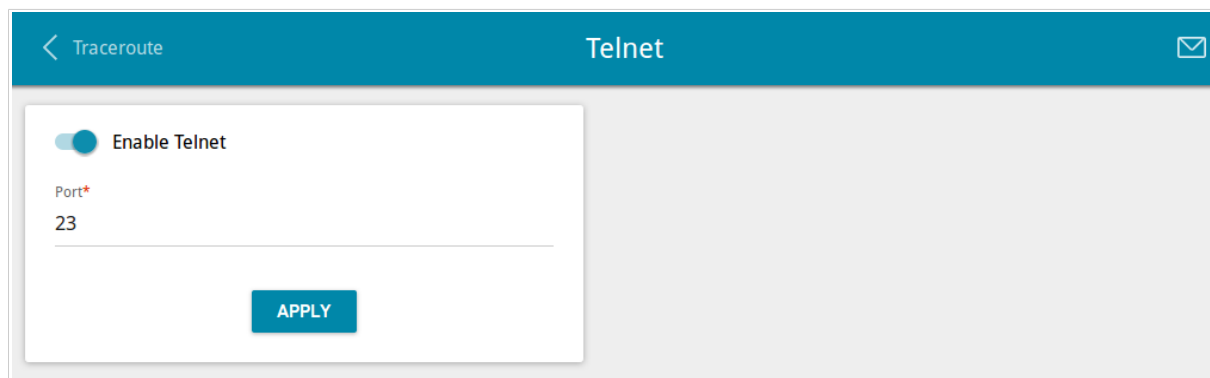 Traceroute
Telnet
Enable Telnet
Port*
23
APPLY